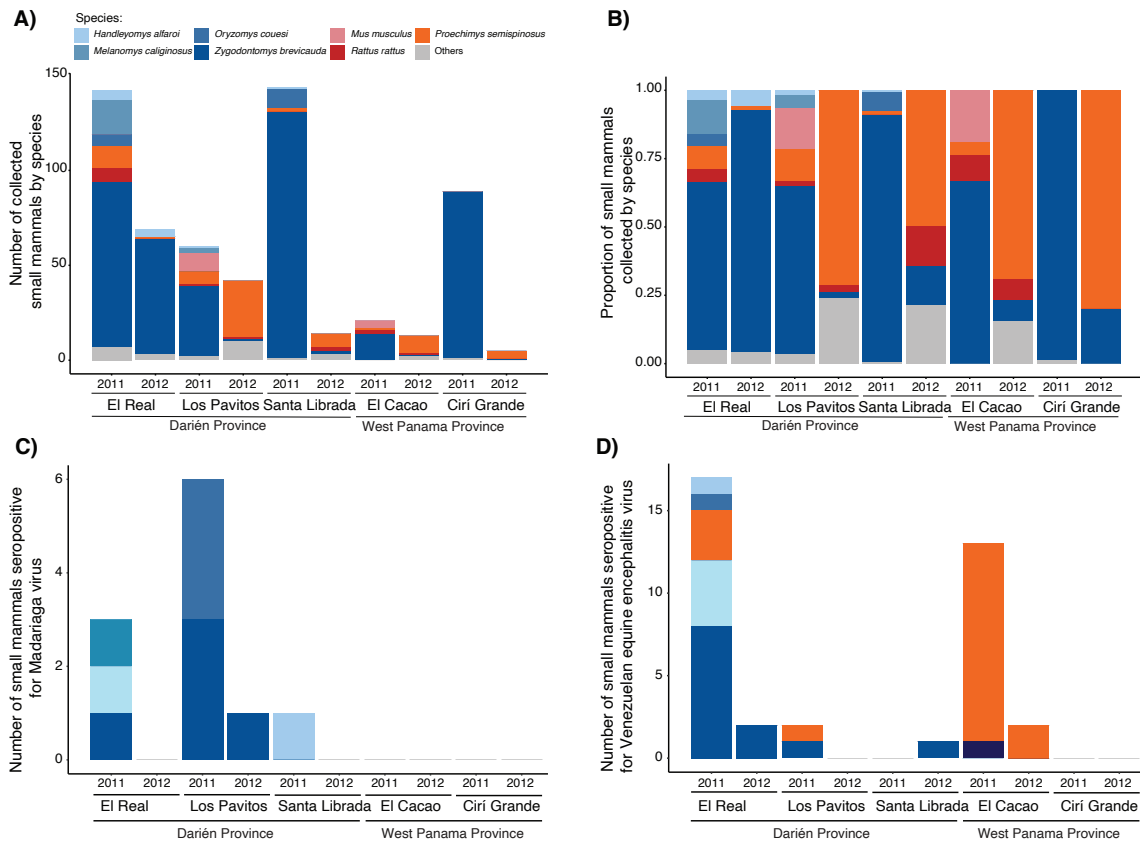 A)
Species:
Handleyomys alfaroi
Oryzomys couesi
Mus musculus
Proechimys semispinosus
Melanomys caliginosus
Zygodontomys brevicauda
Rattus rattus
Others
Number of collected
small mammals by species
150
100
50
0
2011 2012 2011 2012 2011 2012 2011 2012 2011 2012
El Real Los Pavitos Santa Librada El Cacao Cirí Grande
Darién Province West Panama Province
B)
Proportion of small mammals
collected by species
1.00
0.75
0.50
0.25
0.00
2011 2012 2011 2012 2011 2012 2011 2012 2011 2012
El Real Los Pavitos Santa Librada El Cacao Cirí Grande
Darién Province West Panama Province
C)
Number of small mammals seropositive
for Madariaga virus
6
4
2
0
2011 2012 2011 2012 2011 2012 2011 2012 2011 2012
El Real Los Pavitos Santa Librada El Cacao Cirí Grande
Darién Province West Panama Province
D)
Number of small mammals seropositive
for Venezuelan equine encephalitis virus
15
10
5
0
2011 2012 2011 2012 2011 2012 2011 2012 2011 2012
El Real Los Pavitos Santa Librada El Cacao Cirí Grande
Darién Province West Panama Province